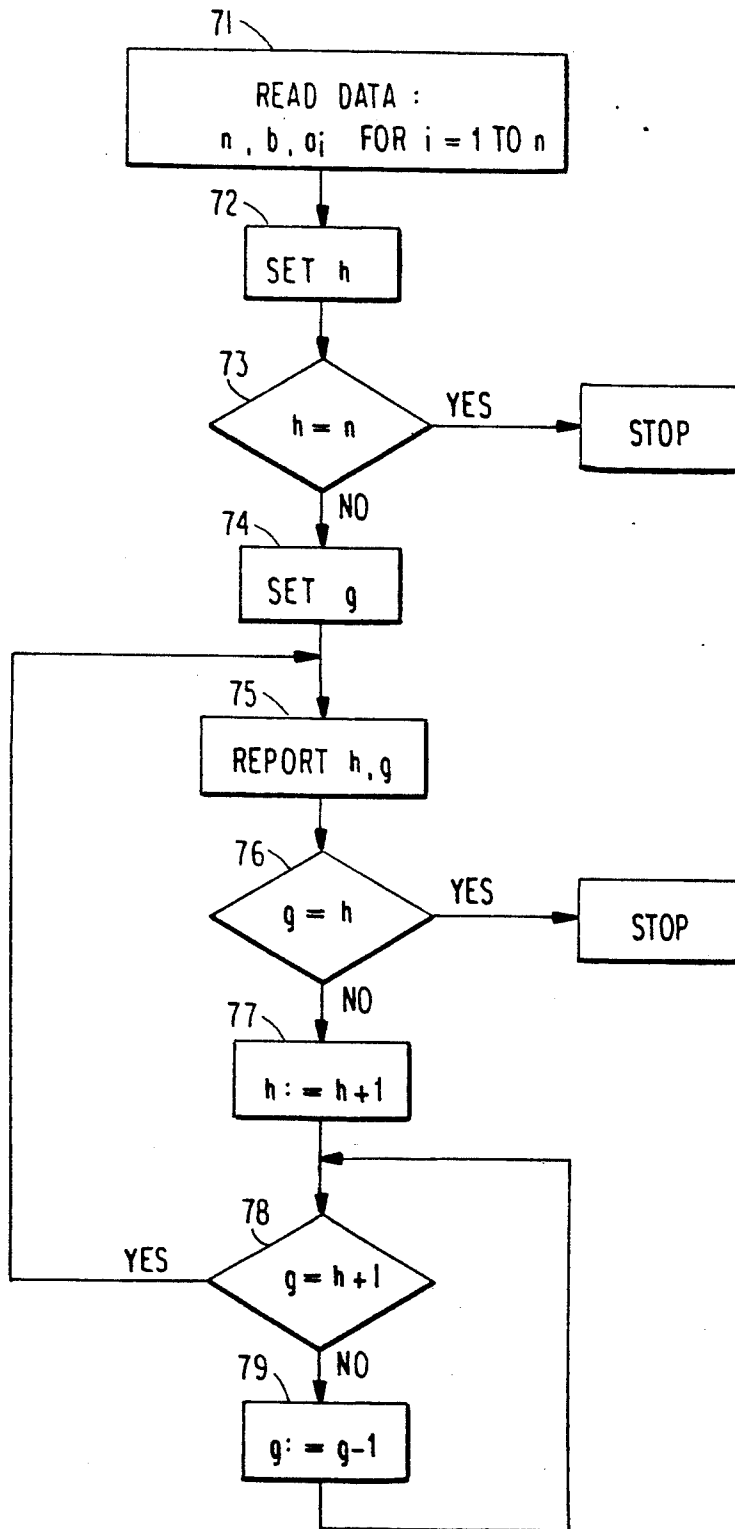 71
READ DATA :
n , b , ai FOR i = 1 TO n
72
SET h
73
h = n
YES
STOP
NO
74
SET g
75
REPORT h, g
76
g = h
YES
STOP
NO
77
h: = h+1
78
YES
g = h+1
NO
79
g: = g-1